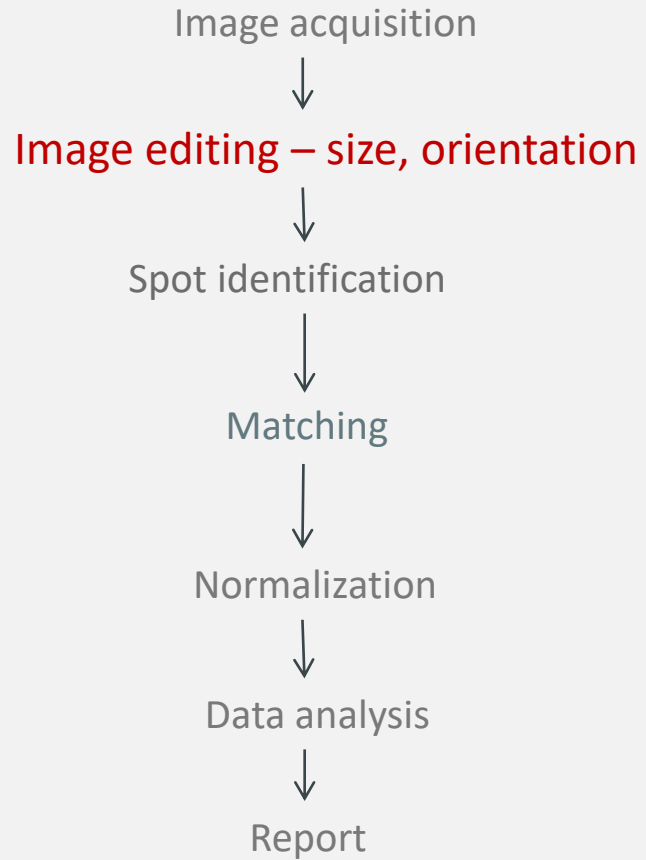 Image acquisition
Image editing – size, orientation
Spot identification
Matching
Normalization
Data analysis
Report